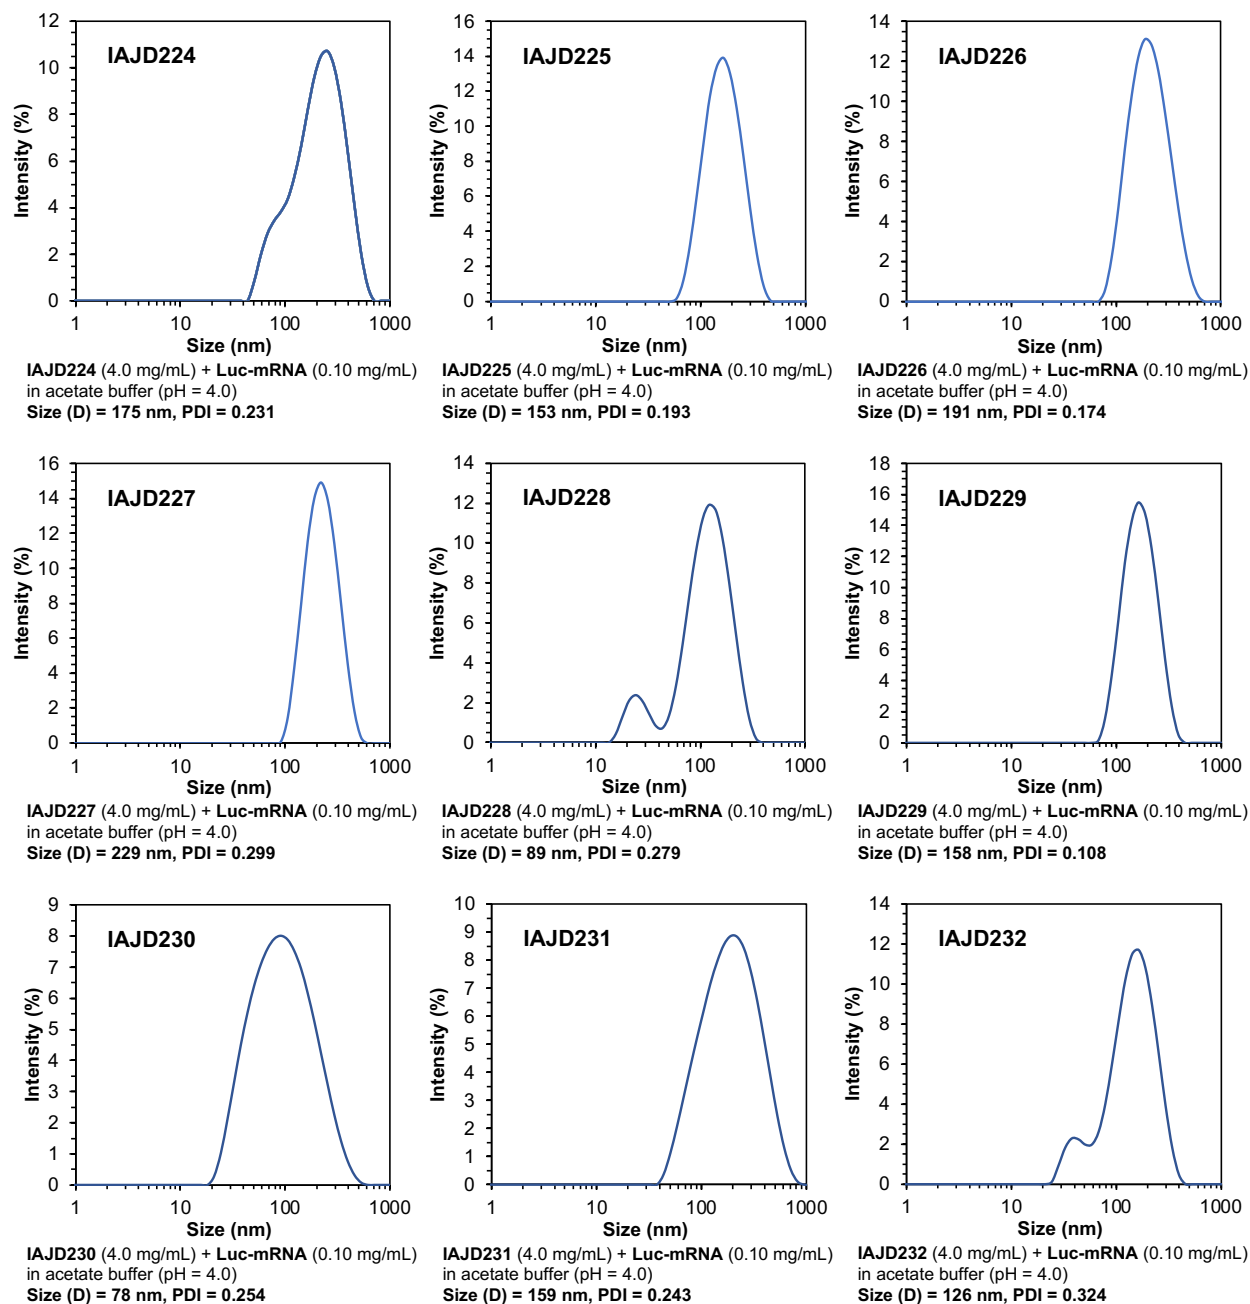 IAJD224
Intensity (%)
12
10
8
6
4
2
0
1 10 100 1000
Size (nm)
IAJD224 (4.0 mg/mL) + Luc-mRNA (0.10 mg/mL)
in acetate buffer (pH = 4.0)
Size (D) = 175 nm, PDI = 0.231
IAJD225
Intensity (%)
16
14
12
10
8
6
4
2
0
1 10 100 1000
Size (nm)
IAJD225 (4.0 mg/mL) + Luc-mRNA (0.10 mg/mL)
in acetate buffer (pH = 4.0)
Size (D) = 153 nm, PDI = 0.193
IAJD226
Intensity (%)
14
12
10
8
6
4
2
0
1 10 100 1000
Size (nm)
IAJD226 (4.0 mg/mL) + Luc-mRNA (0.10 mg/mL)
in acetate buffer (pH = 4.0)
Size (D) = 191 nm, PDI = 0.174
IAJD227
Intensity (%)
16
14
12
10
8
6
4
2
0
1 10 100 1000
Size (nm)
IAJD227 (4.0 mg/mL) + Luc-mRNA (0.10 mg/mL)
in acetate buffer (pH = 4.0)
Size (D) = 229 nm, PDI = 0.299
IAJD228
Intensity (%)
14
12
10
8
6
4
2
0
1 10 100 1000
Size (nm)
IAJD228 (4.0 mg/mL) + Luc-mRNA (0.10 mg/mL)
in acetate buffer (pH = 4.0)
Size (D) = 89 nm, PDI = 0.279
IAJD229
Intensity (%)
18
16
14
12
10
8
6
4
2
0
1 10 100 1000
Size (nm)
IAJD229 (4.0 mg/mL) + Luc-mRNA (0.10 mg/mL)
in acetate buffer (pH = 4.0)
Size (D) = 158 nm, PDI = 0.108
IAJD230
Intensity (%)
9
8
7
6
5
4
3
2
1
0
1 10 100 1000
Size (nm)
IAJD230 (4.0 mg/mL) + Luc-mRNA (0.10 mg/mL)
in acetate buffer (pH = 4.0)
Size (D) = 78 nm, PDI = 0.254
IAJD231
Intensity (%)
10
9
8
7
6
5
4
3
2
1
0
1 10 100 1000
Size (nm)
IAJD231 (4.0 mg/mL) + Luc-mRNA (0.10 mg/mL)
in acetate buffer (pH = 4.0)
Size (D) = 159 nm, PDI = 0.243
IAJD232
Intensity (%)
14
12
10
8
6
4
2
0
1 10 100 1000
Size (nm)
IAJD232 (4.0 mg/mL) + Luc-mRNA (0.10 mg/mL)
in acetate buffer (pH = 4.0)
Size (D) = 126 nm, PDI = 0.324